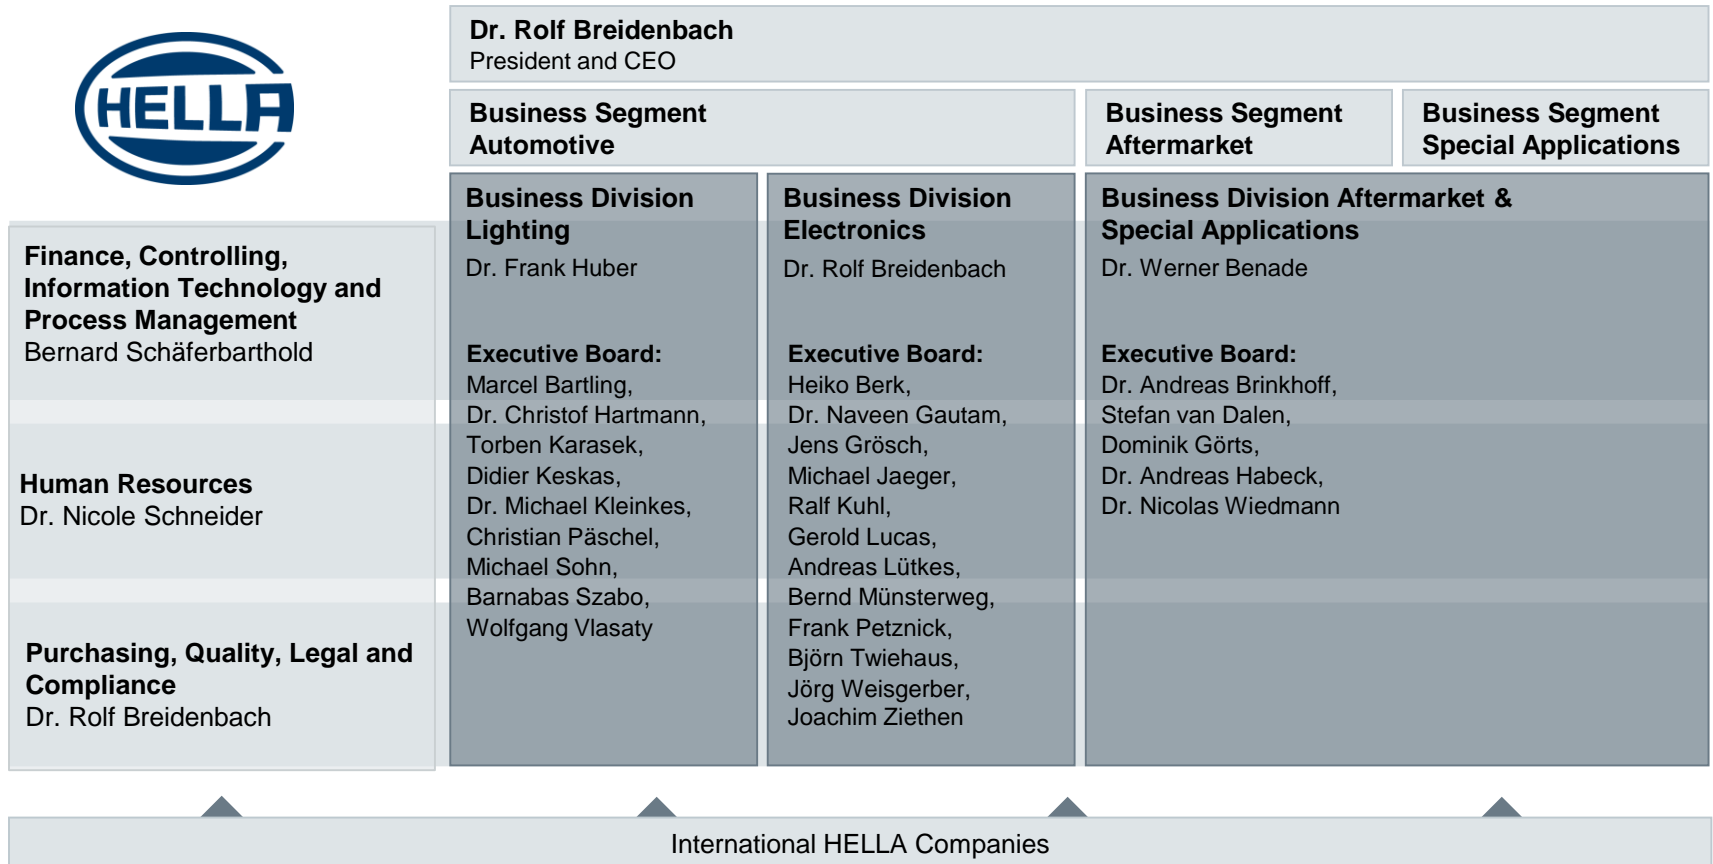 HELLA
Dr. Rolf Breidenbach
President and CEO
Business Segment
Automotive
Business Segment
Aftermarket
Business Segment
Special Applications
Finance, Controlling,
Information Technology and
Process Management
Bernard Schäferbarthold
Human Resources
Dr. Nicole Schneider
Purchasing, Quality, Legal and
Compliance
Dr. Rolf Breidenbach
Business Division
Lighting
Dr. Frank Huber
Executive Board:
Marcel Bartling,
Dr. Christof Hartmann,
Torben Karasek,
Didier Keskas,
Dr. Michael Kleinkes,
Christian Päschel,
Michael Sohn,
Barnabas Szabo,
Wolfgang Vlasaty
Business Division
Electronics
Dr. Rolf Breidenbach
Executive Board:
Heiko Berk,
Dr. Naveen Gautam,
Jens Grösch,
Michael Jaeger,
Ralf Kuhl,
Gerold Lucas,
Andreas Lütkes,
Bernd Münsterweg,
Frank Petznick,
Björn Twiehaus,
Jörg Weisgerber,
Joachim Ziethen
Business Division Aftermarket &
Special Applications
Dr. Werner Benade
Executive Board:
Dr. Andreas Brinkhoff,
Stefan van Dalen,
Dominik Görts,
Dr. Andreas Habeck,
Dr. Nicolas Wiedmann
International HELLA Companies